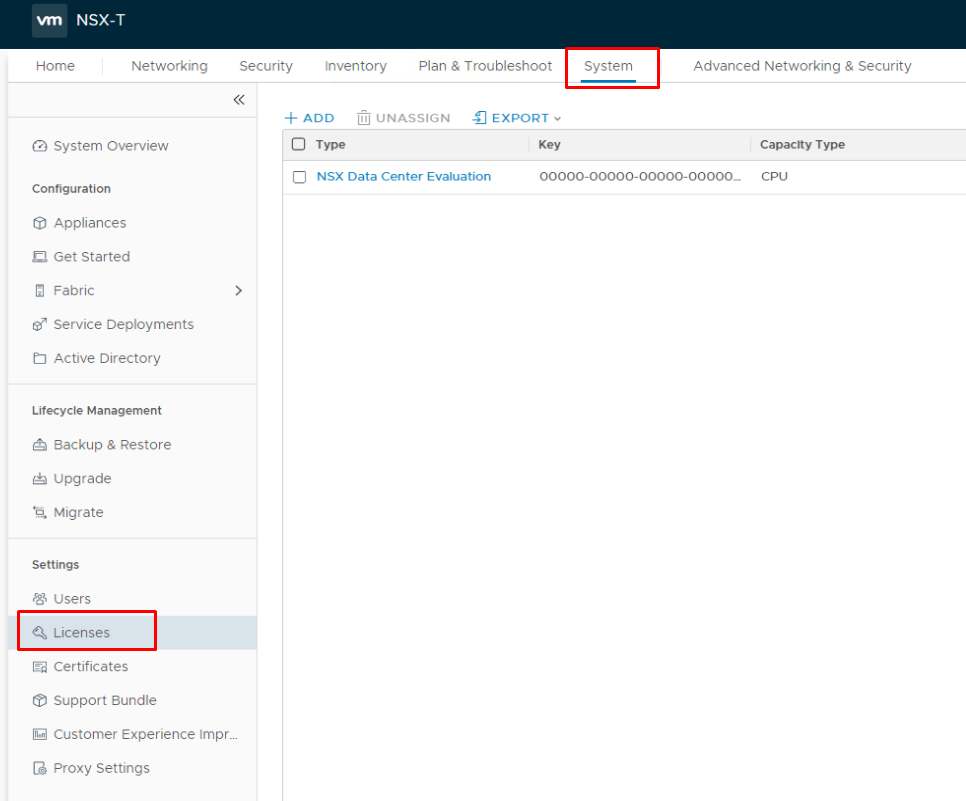 vm NSX-T
Home Networking Security Inventory Plan & Troubleshoot System Advanced Networking & Security
System Overview
Configuration
Appliances
Get Started
Fabric
Service Deployments
Active Directory
Lifecycle Management
Backup & Restore
Upgrade
Migrate
Settings
Users
Licenses
Certificates
Support Bundle
Customer Experience Impr...
Proxy Settings
ADD UNASSIGN EXPORT
Type Key Capacity Type
NSX Data Center Evaluation 00000-00000-00000-00000... CPU